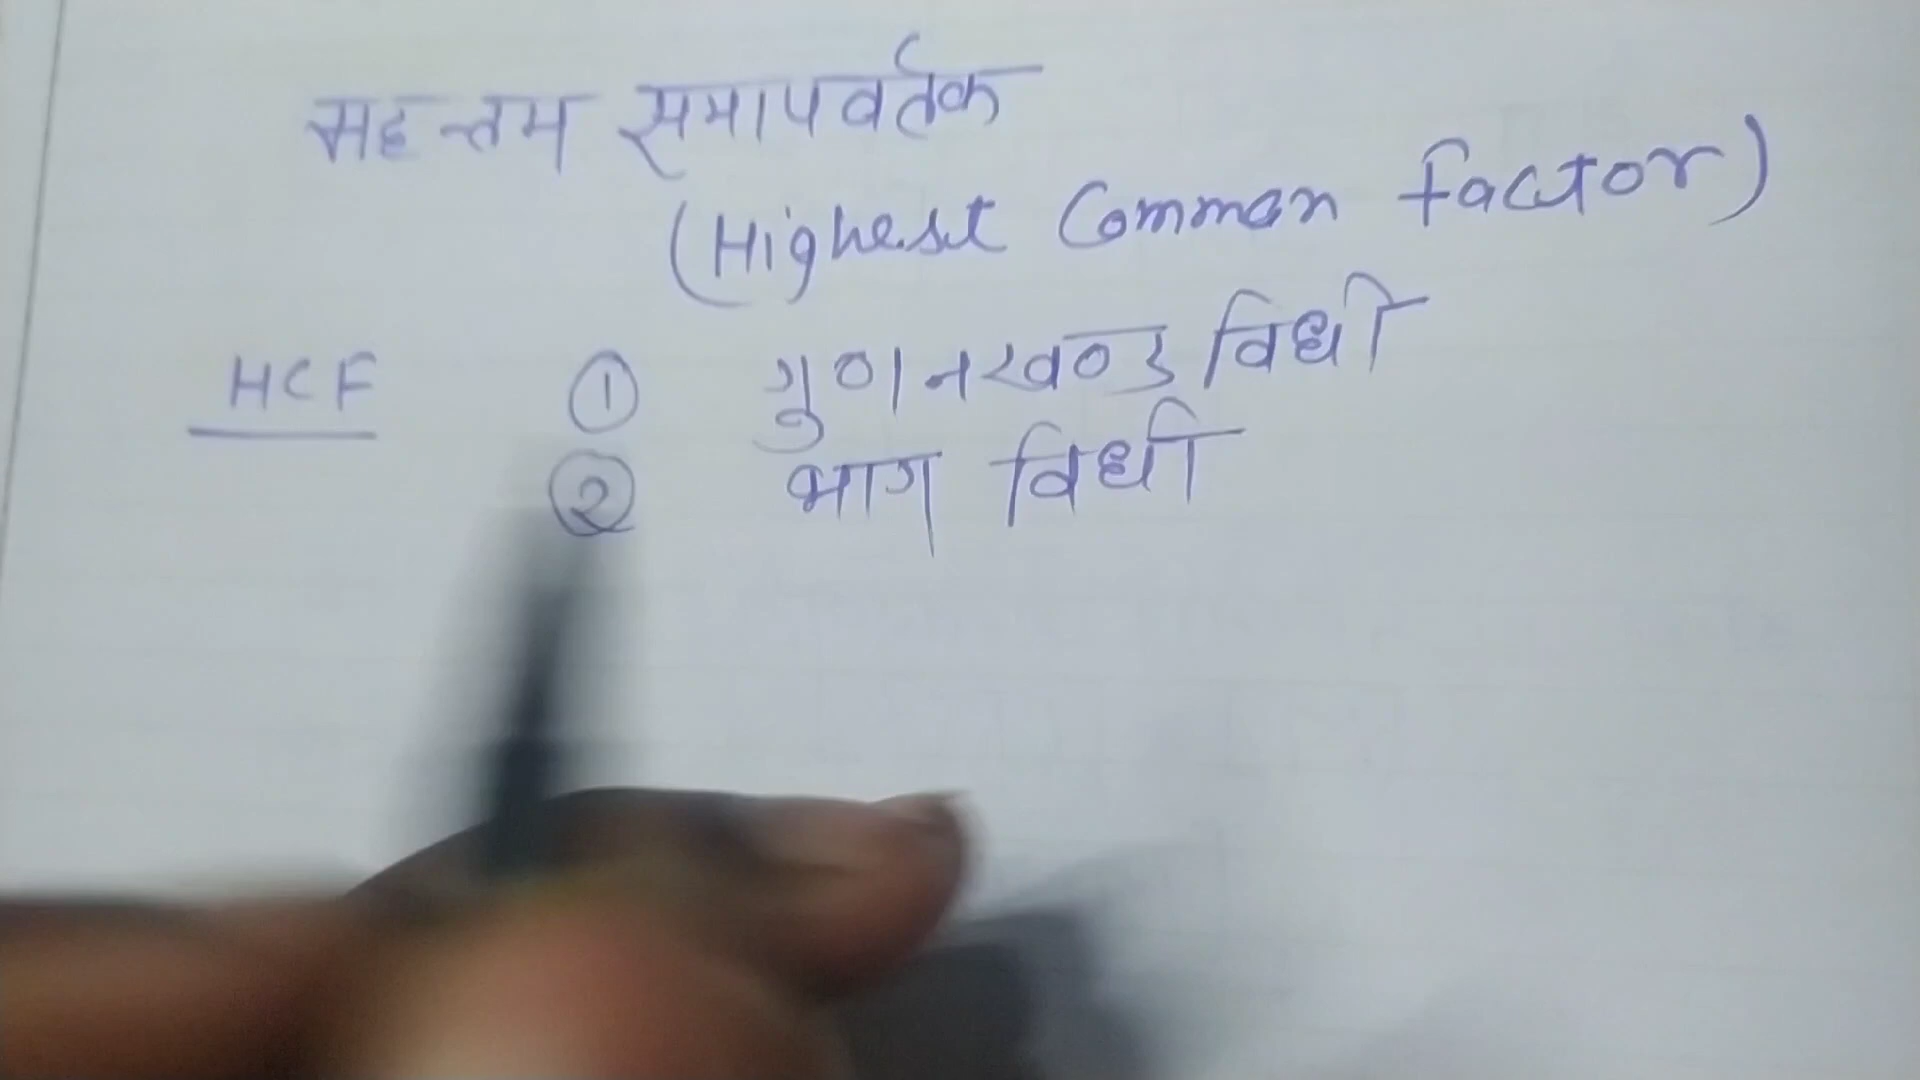 महत्तम समापवर्तक
(Highest Common factor)
HCF ① गुणनखण्ड विधी
② भाग विधी